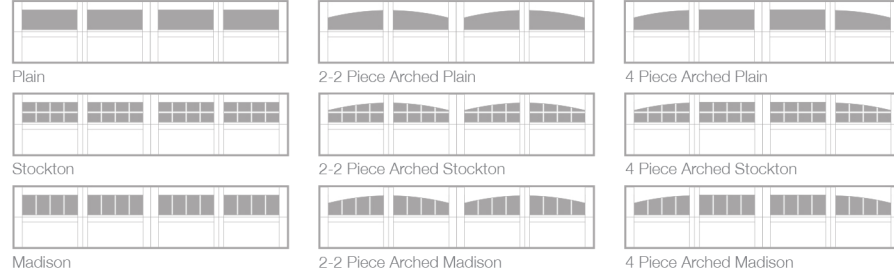 Plain
2-2 Piece Arched Plain
4 Piece Arched Plain
Stockton
2-2 Piece Arched Stockton
4 Piece Arched Stockton
Madison
2-2 Piece Arched Madison
4 Piece Arched Madison